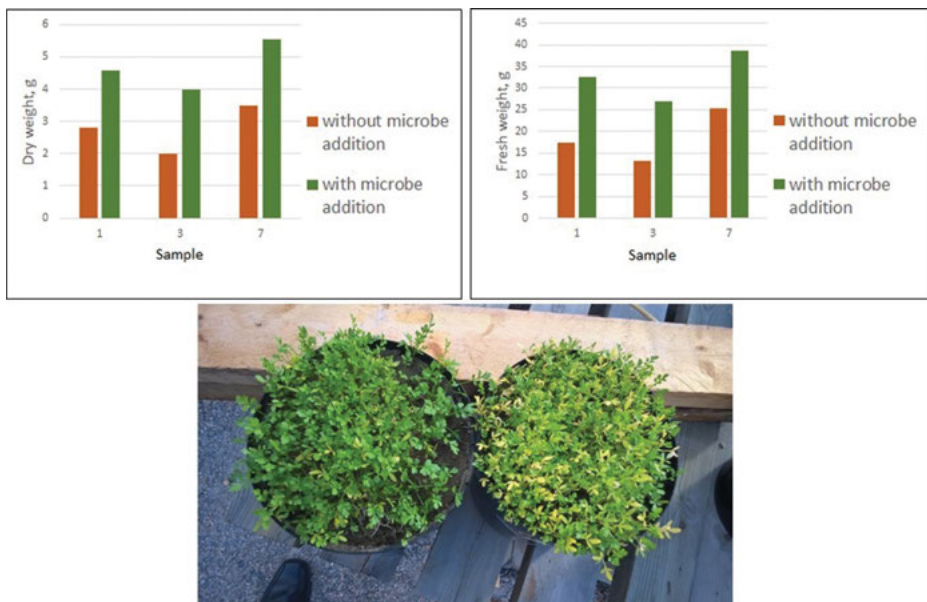 6
5
4
3
2
1
0
Dry weight, g
1 3 7
Sample
without microbe
addition
with microbe
addition
45
40
35
30
25
20
15
10
5
0
Fresh weight, g
1 3 7
Sample
without microbe
addition
with microbe
addition